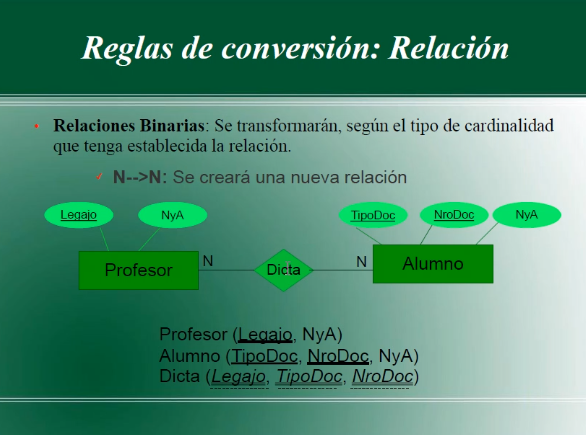 Reglas de conversión: Relación
• Relaciones Binarias: Se transformarán, según el tipo de cardinalidad
que tenga establecida la relación.
✓ N-->N: Se creará una nueva relación
Legajo NyA TipoDoc NroDoc NyA
Profesor N Dicta N Alumno
Profesor (Legajo, NyA)
Alumno (TipoDoc, NroDoc, NyA)
Dicta (Legajo, TipoDoc, NroDoc)